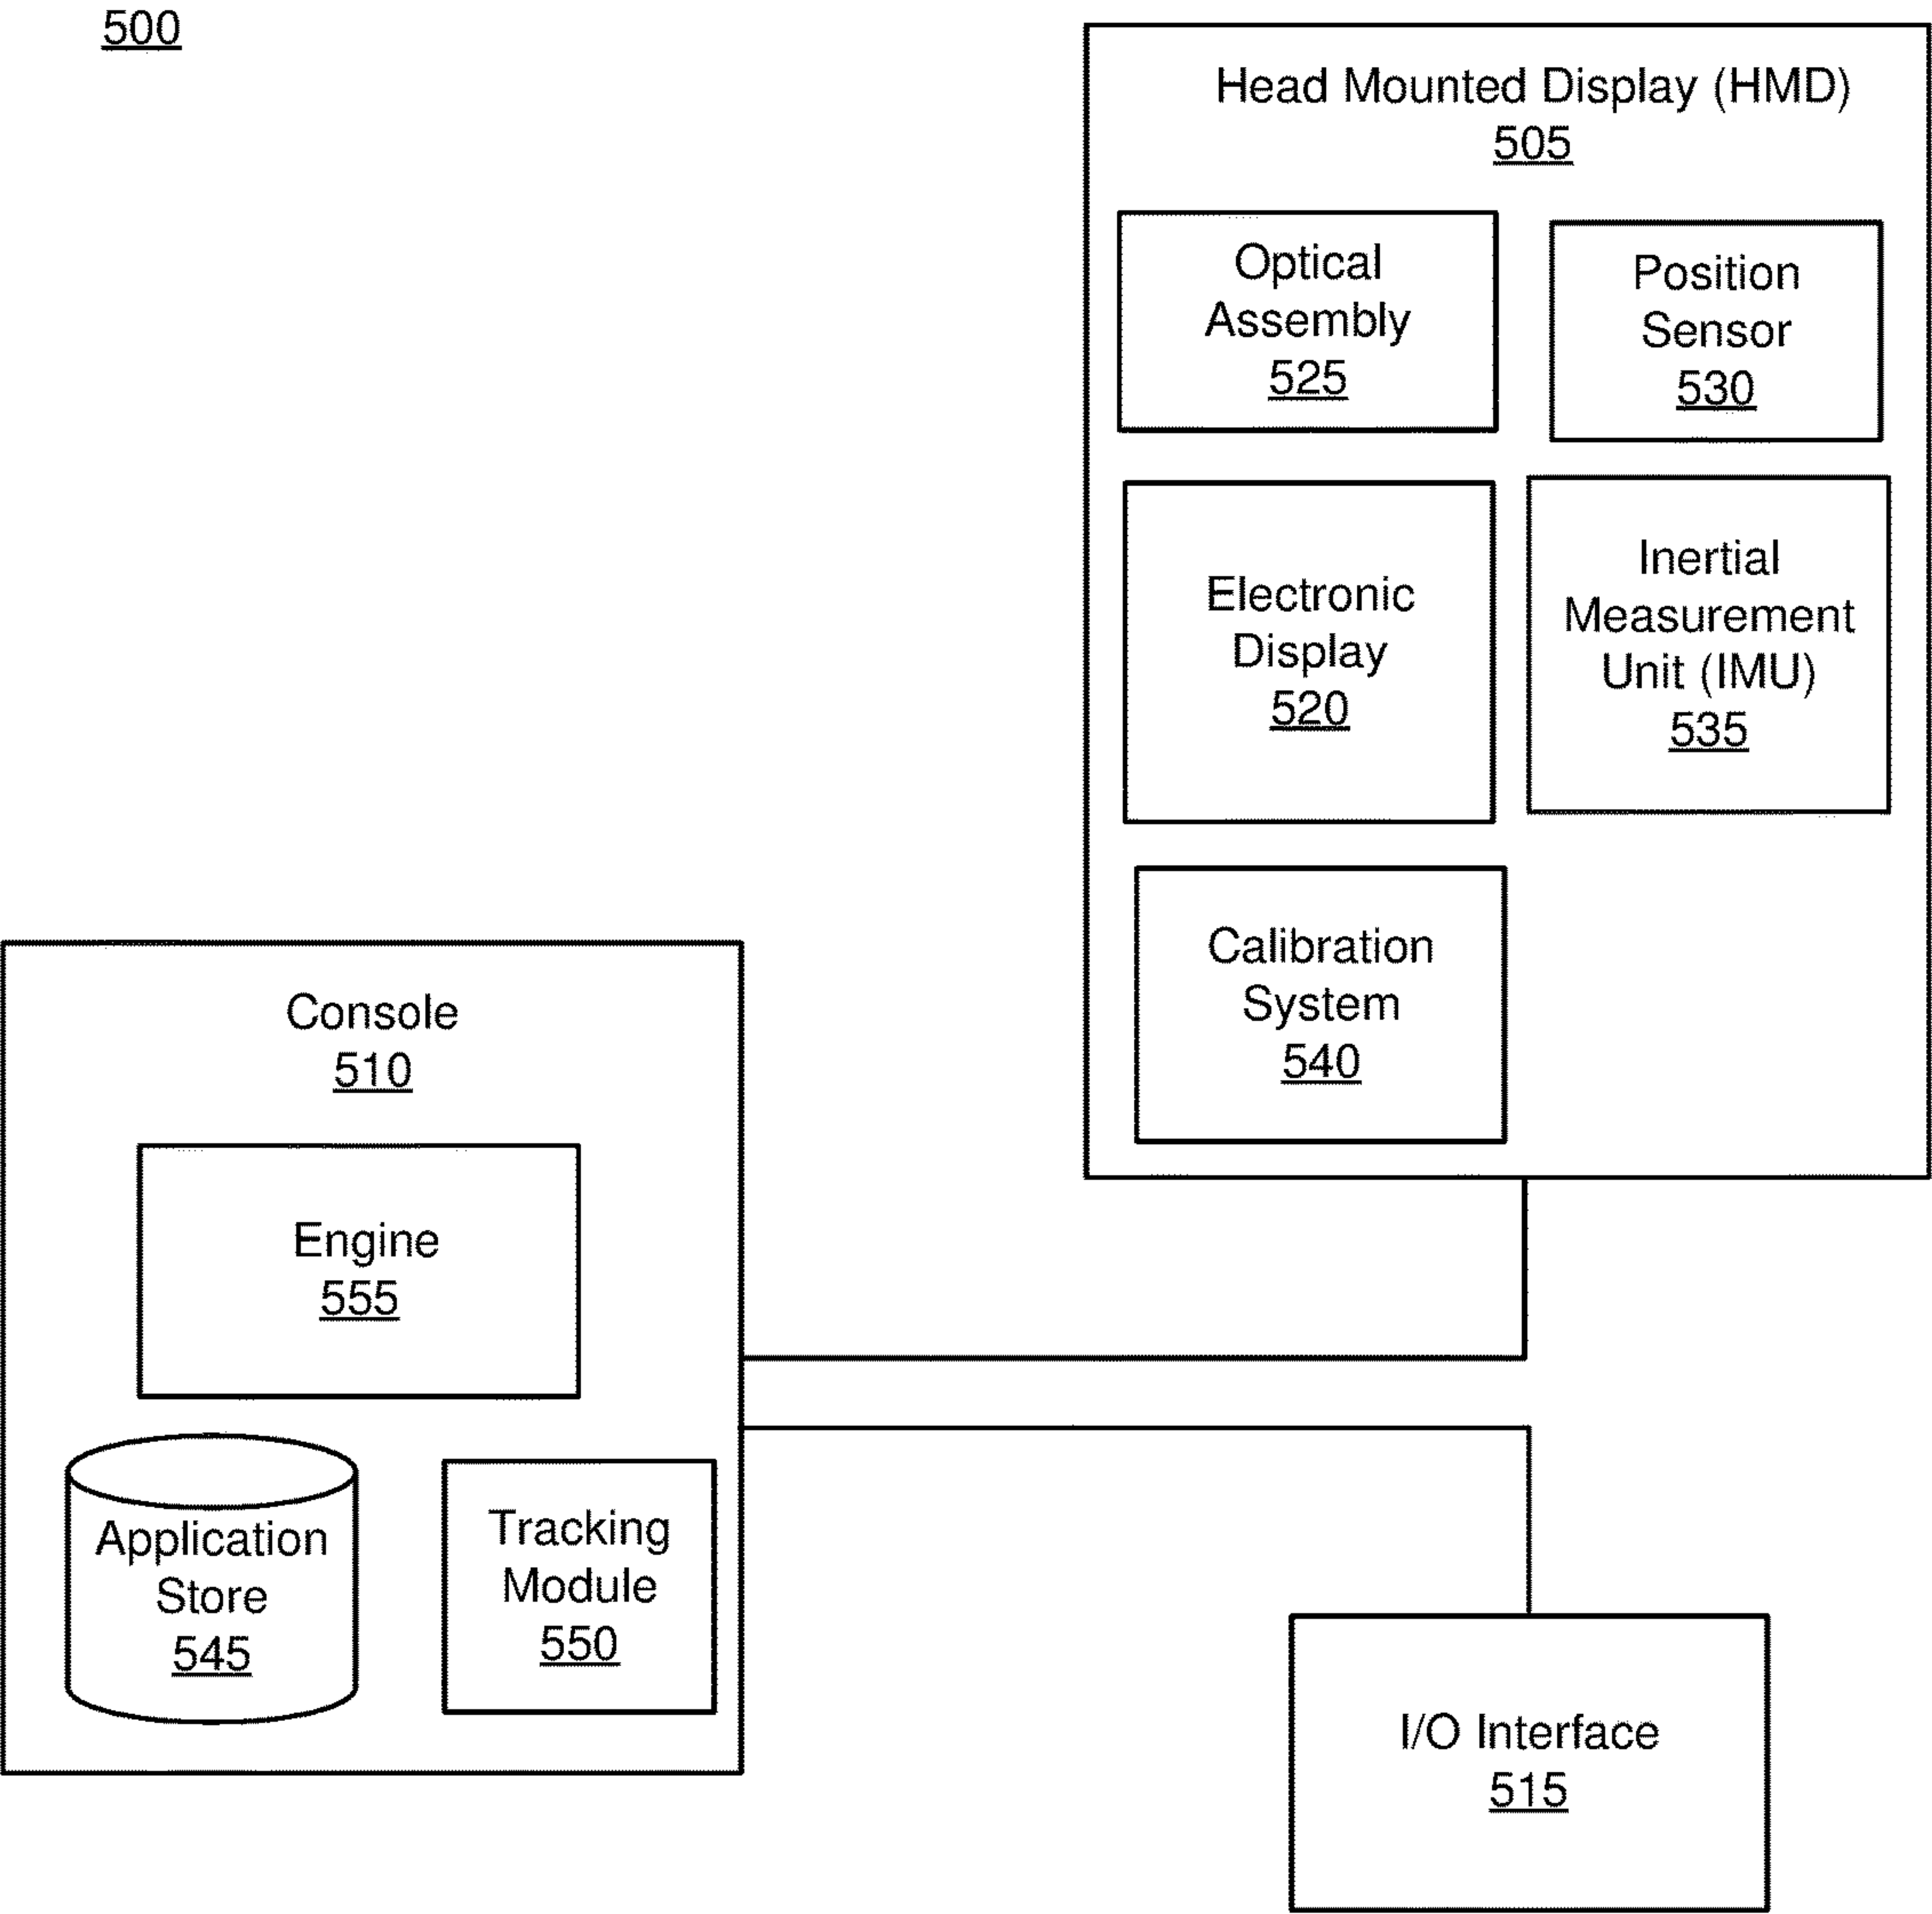 500
Head Mounted Display (HMD)
505
Optical
Assembly
525
Position
Sensor
530
Electronic
Display
520
Inertial
Measurement
Unit (IMU)
535
Calibration
System
540
Console
510
Engine
555
Application
Store
545
Tracking
Module
550
I/O Interface
515